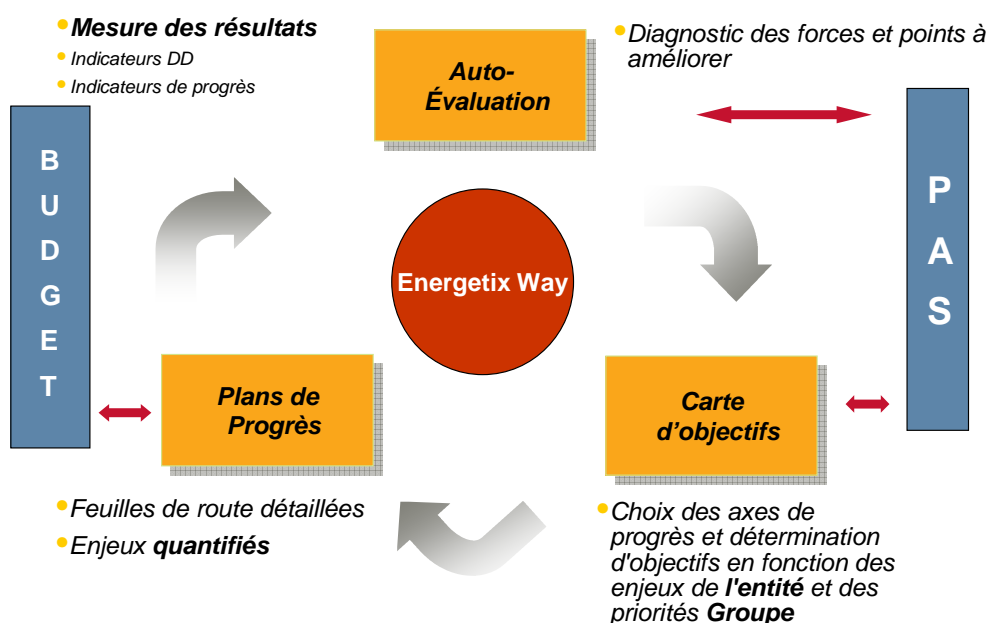 Mesure des résultats
Indicateurs DD
Indicateurs de progrès
Auto-
Évaluation
Diagnostic des forces et points à
améliorer
B
U
D
G
E
T
P
A
S
Energetix Way
Plans de
Progrès
Carte
d’objectifs
Feuilles de route détaillées
Enjeux quantifiés
Choix des axes de
progrès et détermination
d'objectifs en fonction des
enjeux de l'entité et des
priorités Groupe